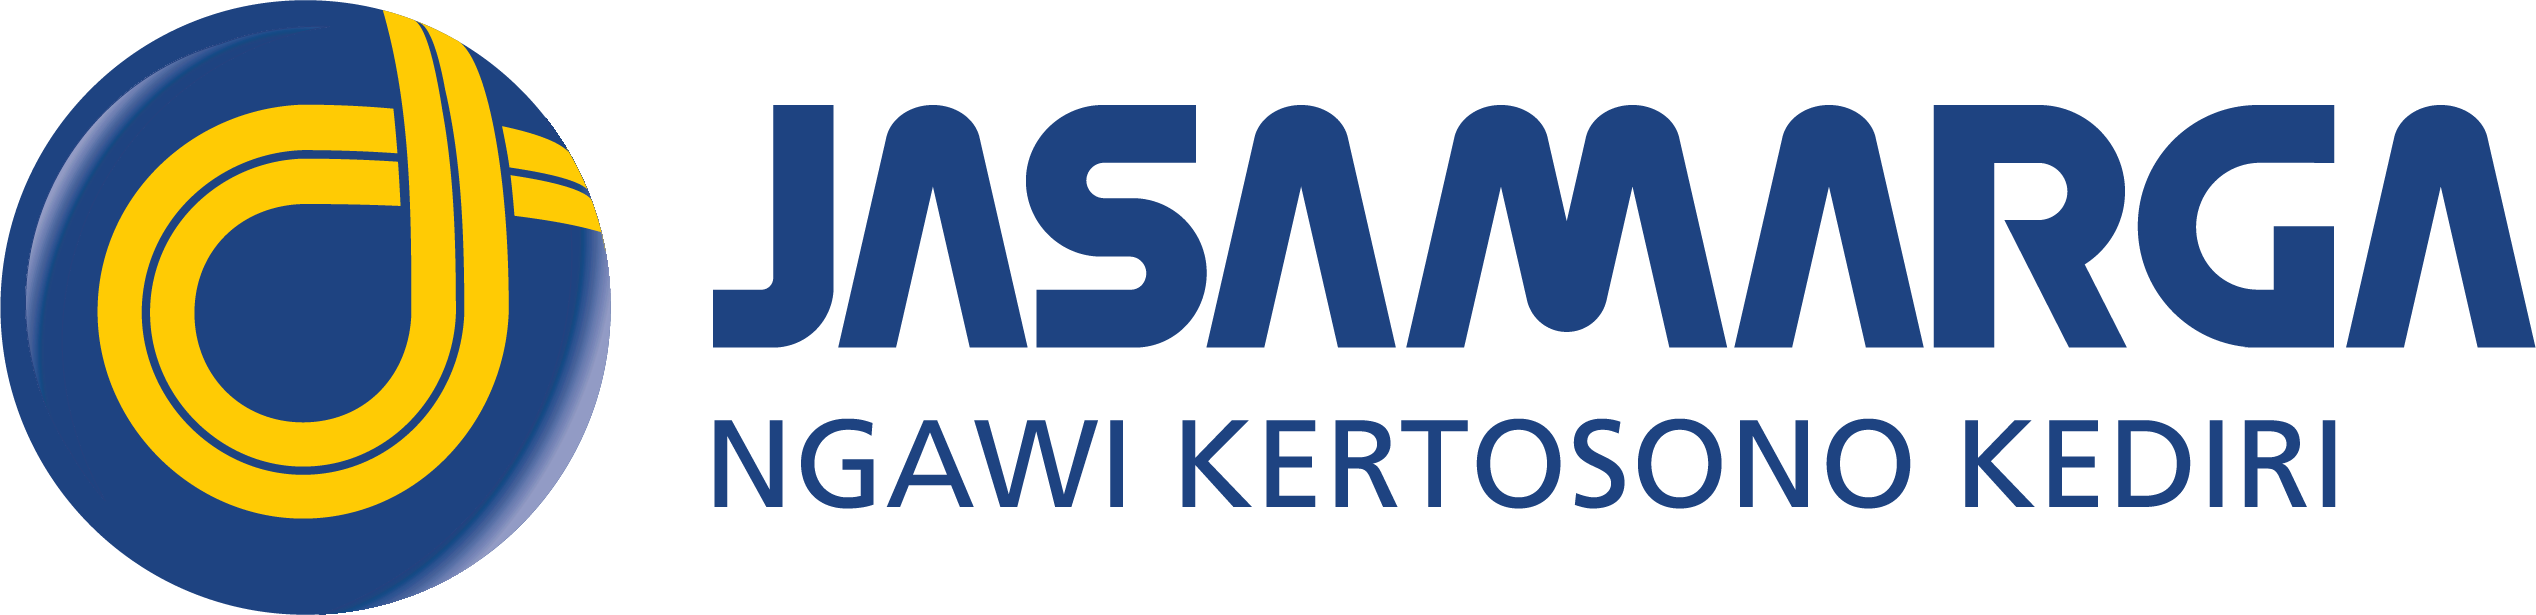 JASAMARGA
NGAWI KERTOSONO KEDIRI